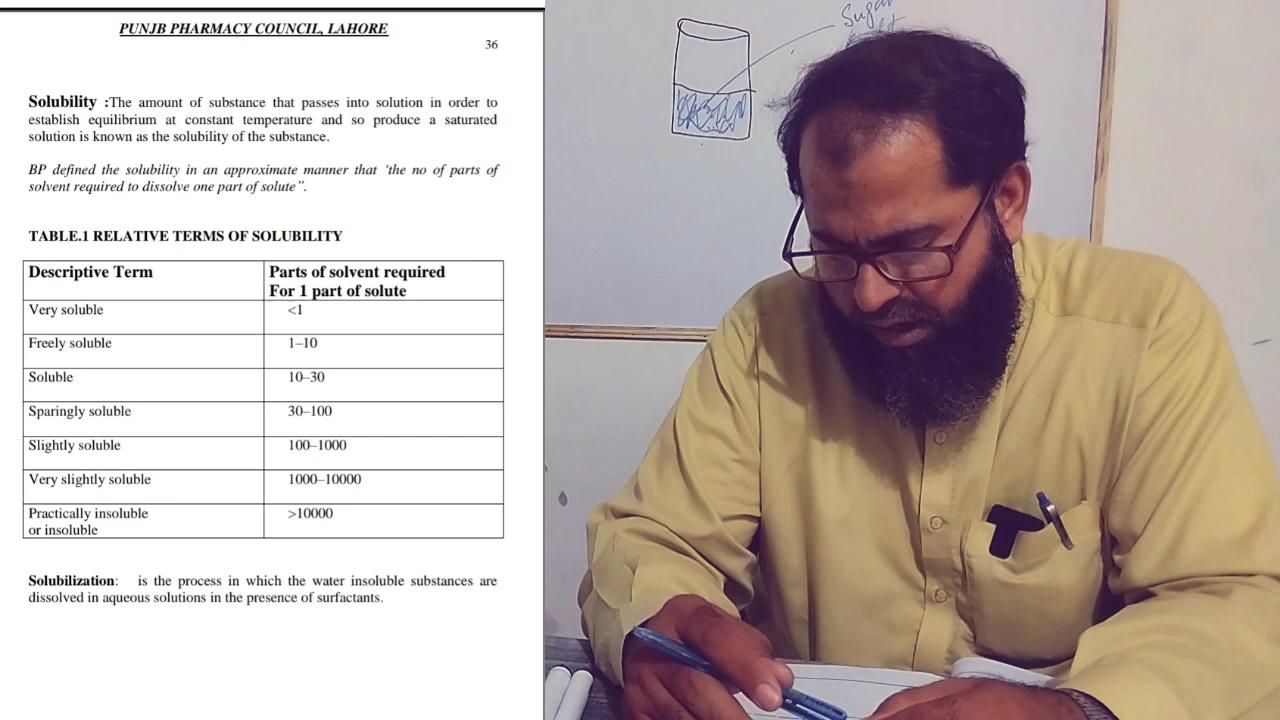 PUNJB PHARMACY COUNCIL, LAHORE
36
Solubility :The amount of substance that passes into solution in order to
establish equilibrium at constant temperature and so produce a saturated
solution is known as the solubility of the substance.
BP defined the solubility in an approximate manner that ‘the no of parts of
solvent required to dissolve one part of solute”.
TABLE.1 RELATIVE TERMS OF SOLUBILITY
Descriptive Term
Parts of solvent required
For 1 part of solute
Very soluble
<1
Freely soluble
1–10
Soluble
10–30
Sparingly soluble
30–100
Slightly soluble
100–1000
Very slightly soluble
1000–10000
Practically insoluble
or insoluble
>10000
Solubilization: is the process in which the water insoluble substances are
dissolved in aqueous solutions in the presence of surfactants.
Sugar